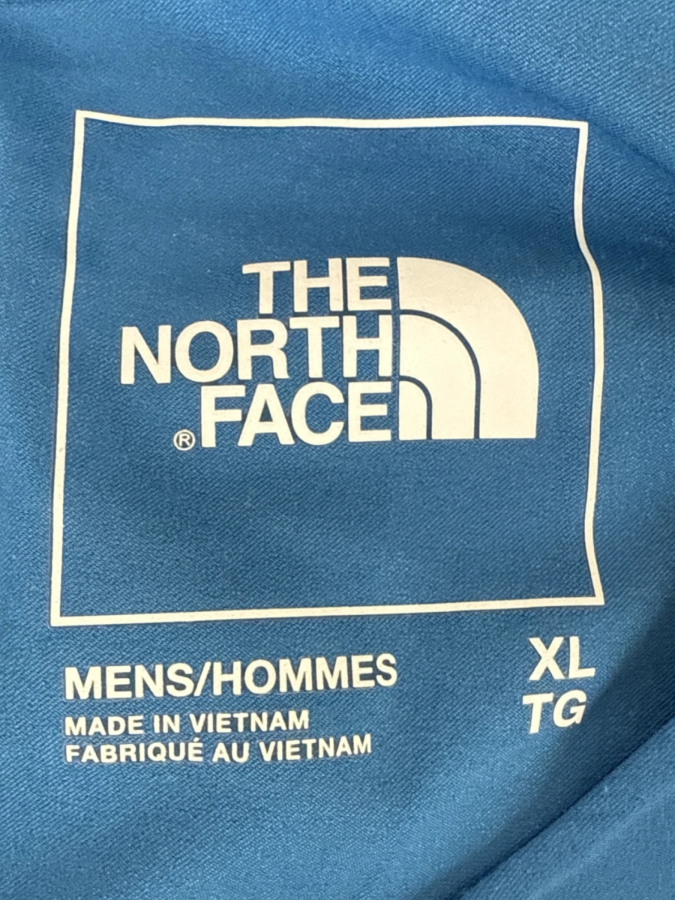 THE
NORTH
FACE
®
MENS/HOMMES
XL
MADE IN VIETNAM
TG
FABRIQUÉ AU VIETNAM